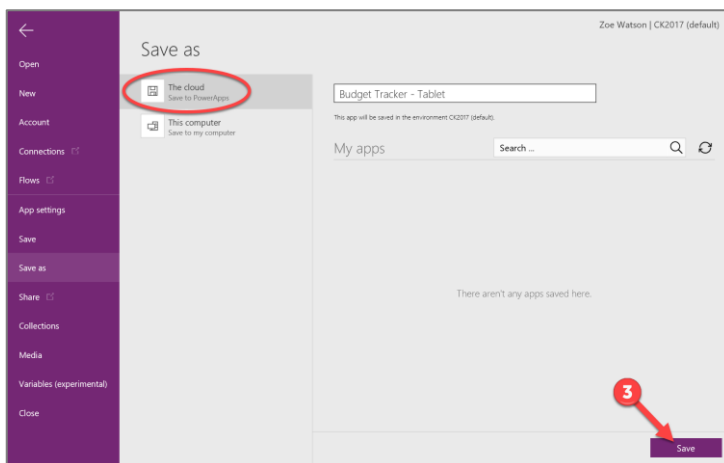 Zoe Watson | CK2017 (default)
Save as
Open
New
Account
Connections
Flows
App settings
Save
Save as
Share
Collections
Media
Variables (experimental)
Close
The cloud
Save to PowerApps
This computer
Save to my computer
Budget Tracker - Tablet
This app will be saved in the environment CK2017 (default).
My apps
Search ...
There aren't any apps saved here.
3
Save